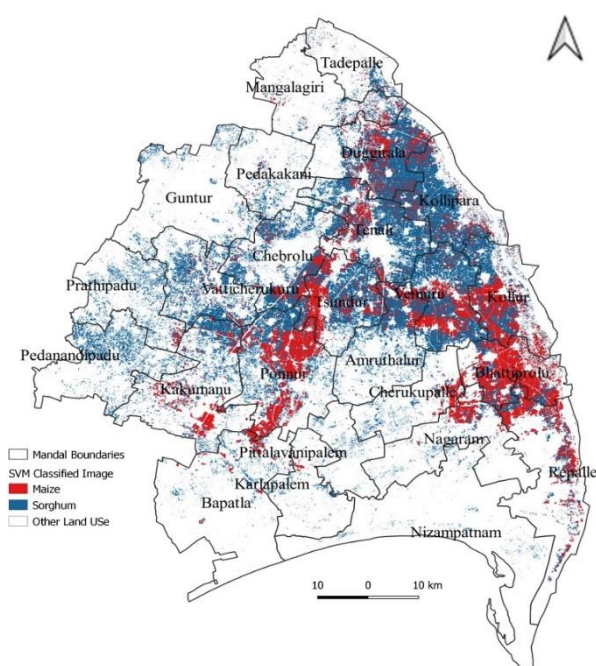 Tadepalle
Mangalagiri
Duggirala
Pedakakani
Guntur
Kollipara
Tenali
Chebrolu
Prathipadu
Vatticherukuru
Tsundur
Vemuru
Kollur
Pedanandipadu
Amruthalur
Ponnur
Bhattiprolu
Kakumanu
Cherukupalle
Nagaram
Pittalavanipalem
Repalle
Karlapalem
Bapatla
Nizampatnam
Mandal Boundaries
SVM Classified Image
Maize
Sorghum
Other Land USe
10 0 10 km